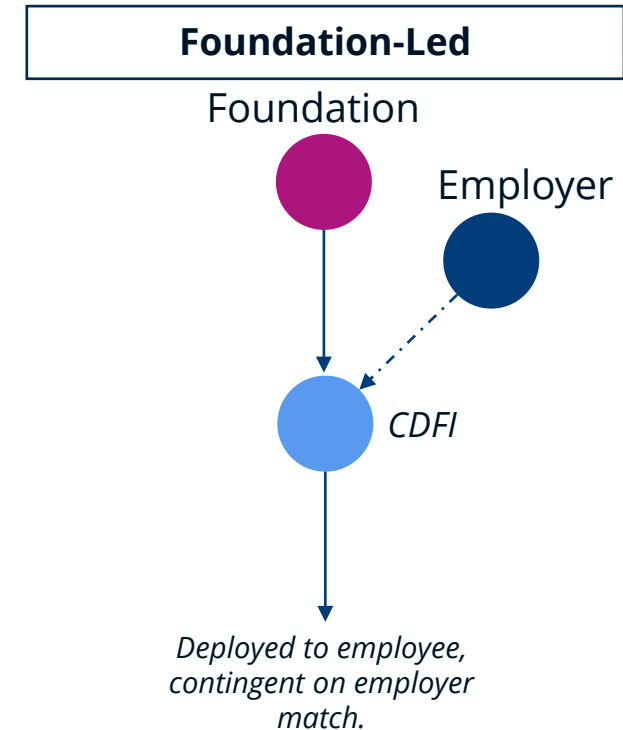 Foundation-Led
Foundation
Employer
CDFI
Deployed to employee,
contingent on employer
match.